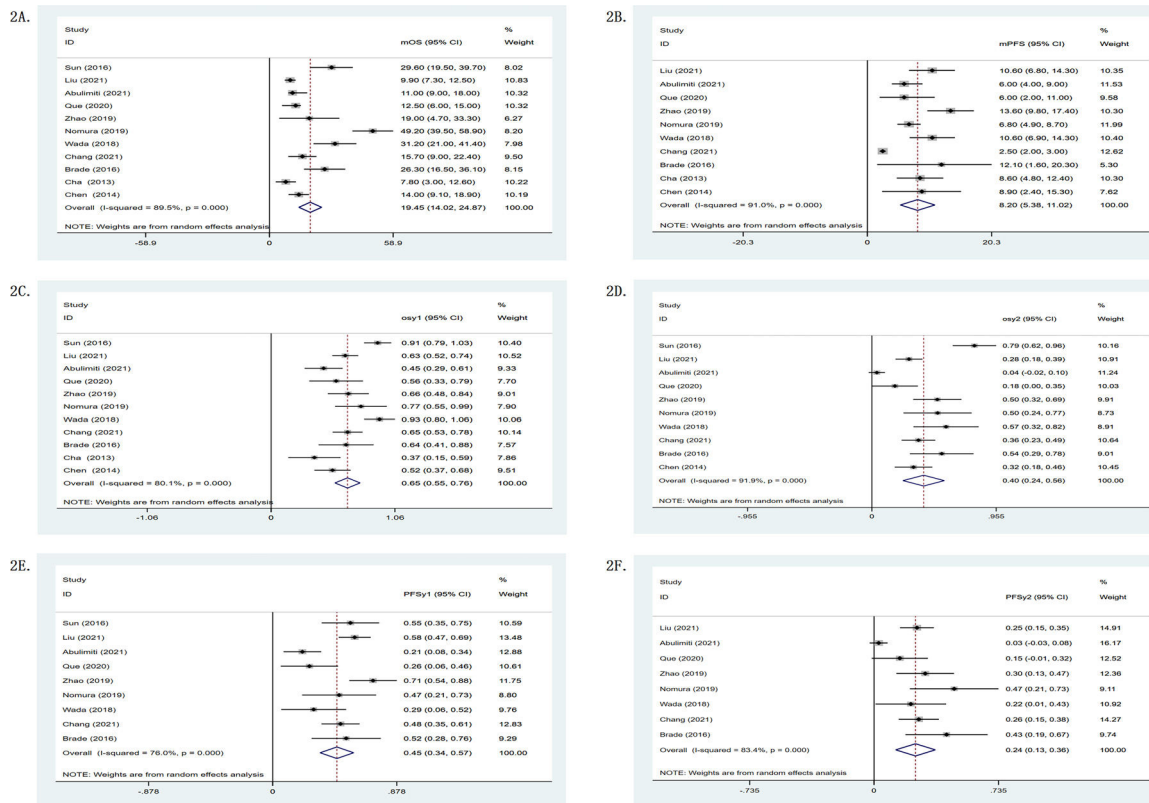 2A.
Study %
ID mOS (95% CI) Weight
Sun (2016) 29.60 (19.50, 39.70) 8.02
Liu (2021) 9.90 (7.30, 12.50) 10.83
Abulimiti (2021) 11.00 (9.00, 18.00) 10.32
Que (2020) 12.50 (6.00, 15.00) 10.32
Zhao (2019) 19.00 (4.70, 33.30) 6.27
Nomura (2019) 49.20 (39.50, 58.90) 8.20
Wada (2018) 31.20 (21.00, 41.40) 7.98
Chang (2021) 15.70 (9.00, 22.40) 9.50
Brade (2016) 26.30 (16.50, 36.10) 8.15
Cha (2013) 7.80 (3.00, 12.60) 10.22
Chen (2014) 14.00 (9.10, 18.90) 10.19
Overall (I-squared = 89.5%, p = 0.000) 19.45 (14.02, 24.87) 100.00
NOTE: Weights are from random effects analysis
-58.9 0 58.9
2B.
Study %
ID mPFS (95% CI) Weight
Liu (2021) 10.60 (6.80, 14.30) 10.35
Abulimiti (2021) 6.00 (4.00, 9.00) 11.53
Que (2020) 6.00 (2.00, 11.00) 9.58
Zhao (2019) 13.60 (9.80, 17.40) 10.30
Nomura (2019) 6.80 (4.90, 8.70) 11.99
Wada (2018) 10.60 (6.90, 14.30) 10.40
Chang (2021) 2.50 (2.00, 3.00) 12.62
Brade (2016) 12.10 (1.60, 20.30) 5.30
Cha (2013) 8.60 (4.80, 12.40) 10.30
Chen (2014) 8.90 (2.40, 15.30) 7.62
Overall (I-squared = 91.0%, p = 0.000) 8.20 (5.38, 11.02) 100.00
NOTE: Weights are from random effects analysis
-20.3 0 20.3
2C.
Study %
ID osy1 (95% CI) Weight
Sun (2016) 0.91 (0.79, 1.03) 10.40
Liu (2021) 0.63 (0.52, 0.74) 10.52
Abulimiti (2021) 0.45 (0.29, 0.61) 9.33
Que (2020) 0.56 (0.33, 0.79) 7.70
Zhao (2019) 0.66 (0.48, 0.84) 9.01
Nomura (2019) 0.77 (0.55, 0.99) 7.90
Wada (2018) 0.93 (0.80, 1.06) 10.06
Chang (2021) 0.65 (0.53, 0.78) 10.14
Brade (2016) 0.64 (0.41, 0.88) 7.57
Cha (2013) 0.37 (0.15, 0.59) 7.86
Chen (2014) 0.52 (0.37, 0.68) 9.51
Overall (I-squared = 80.1%, p = 0.000) 0.65 (0.55, 0.76) 100.00
NOTE: Weights are from random effects analysis
-1.06 0 1.06
2D.
Study %
ID osy2 (95% CI) Weight
Sun (2016) 0.79 (0.62, 0.96) 10.16
Liu (2021) 0.28 (0.18, 0.39) 10.91
Abulimiti (2021) 0.04 (-0.02, 0.10) 11.24
Que (2020) 0.18 (0.00, 0.35) 10.03
Zhao (2019) 0.50 (0.32, 0.69) 9.91
Nomura (2019) 0.50 (0.24, 0.77) 8.73
Wada (2018) 0.57 (0.32, 0.82) 8.91
Chang (2021) 0.36 (0.23, 0.49) 10.64
Brade (2016) 0.54 (0.29, 0.78) 9.01
Chen (2014) 0.32 (0.18, 0.46) 10.45
Overall (I-squared = 91.9%, p = 0.000) 0.40 (0.24, 0.56) 100.00
NOTE: Weights are from random effects analysis
-.955 0 .955
2E.
Study %
ID PFSy1 (95% CI) Weight
Sun (2016) 0.55 (0.35, 0.75) 10.59
Liu (2021) 0.58 (0.47, 0.69) 13.48
Abulimiti (2021) 0.21 (0.08, 0.34) 12.88
Que (2020) 0.26 (0.06, 0.46) 10.61
Zhao (2019) 0.71 (0.54, 0.88) 11.75
Nomura (2019) 0.47 (0.21, 0.73) 8.80
Wada (2018) 0.29 (0.06, 0.52) 9.76
Chang (2021) 0.48 (0.35, 0.61) 12.83
Brade (2016) 0.52 (0.28, 0.76) 9.29
Overall (I-squared = 76.0%, p = 0.000) 0.45 (0.34, 0.57) 100.00
NOTE: Weights are from random effects analysis
-.878 0 .878
2F.
Study %
ID PFSy2 (95% CI) Weight
Liu (2021) 0.25 (0.15, 0.35) 14.91
Abulimiti (2021) 0.03 (-0.03, 0.08) 16.17
Que (2020) 0.15 (-0.01, 0.32) 12.52
Zhao (2019) 0.30 (0.13, 0.47) 12.36
Nomura (2019) 0.47 (0.21, 0.73) 9.11
Wada (2018) 0.22 (0.01, 0.43) 10.92
Chang (2021) 0.26 (0.15, 0.38) 14.27
Brade (2016) 0.43 (0.19, 0.67) 9.74
Overall (I-squared = 83.4%, p = 0.000) 0.24 (0.13, 0.36) 100.00
NOTE: Weights are from random effects analysis
-.735 0 .735